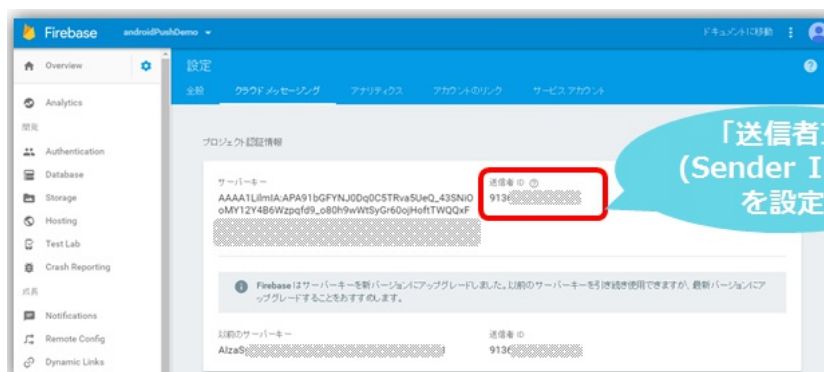 Firebase androidPushDemo ドキュメントに移動
Overview
設定
全般 クラウド メッセージング アナリティクス アカウントのリンク サービス アカウント
Analytics
開発
プロジェクト認証情報
Authentication
Database
Storage
Hosting
Test Lab
Crash Reporting
成長
Notifications
Remote Config
Dynamic Links
サーバーキー
AAAA1LilmIA:APA91bGFYNJ0Dq0C5TRva5UeQ_43SNiO
oMY12Y4B6Wzpqfd9_o80h9wWtSyGr60ojHoftTWQQxF
送信者 ID
9136
「送信者
(Sender I
を設定
Firebase はサーバーキーを新バージョンにアップグレードしました。以前のサーバーキーを引き続き使用できますが、最新バージョンにア
ップグレードすることをおすすめします。
以前のサーバーキー
AIzaS
送信者 ID
9136